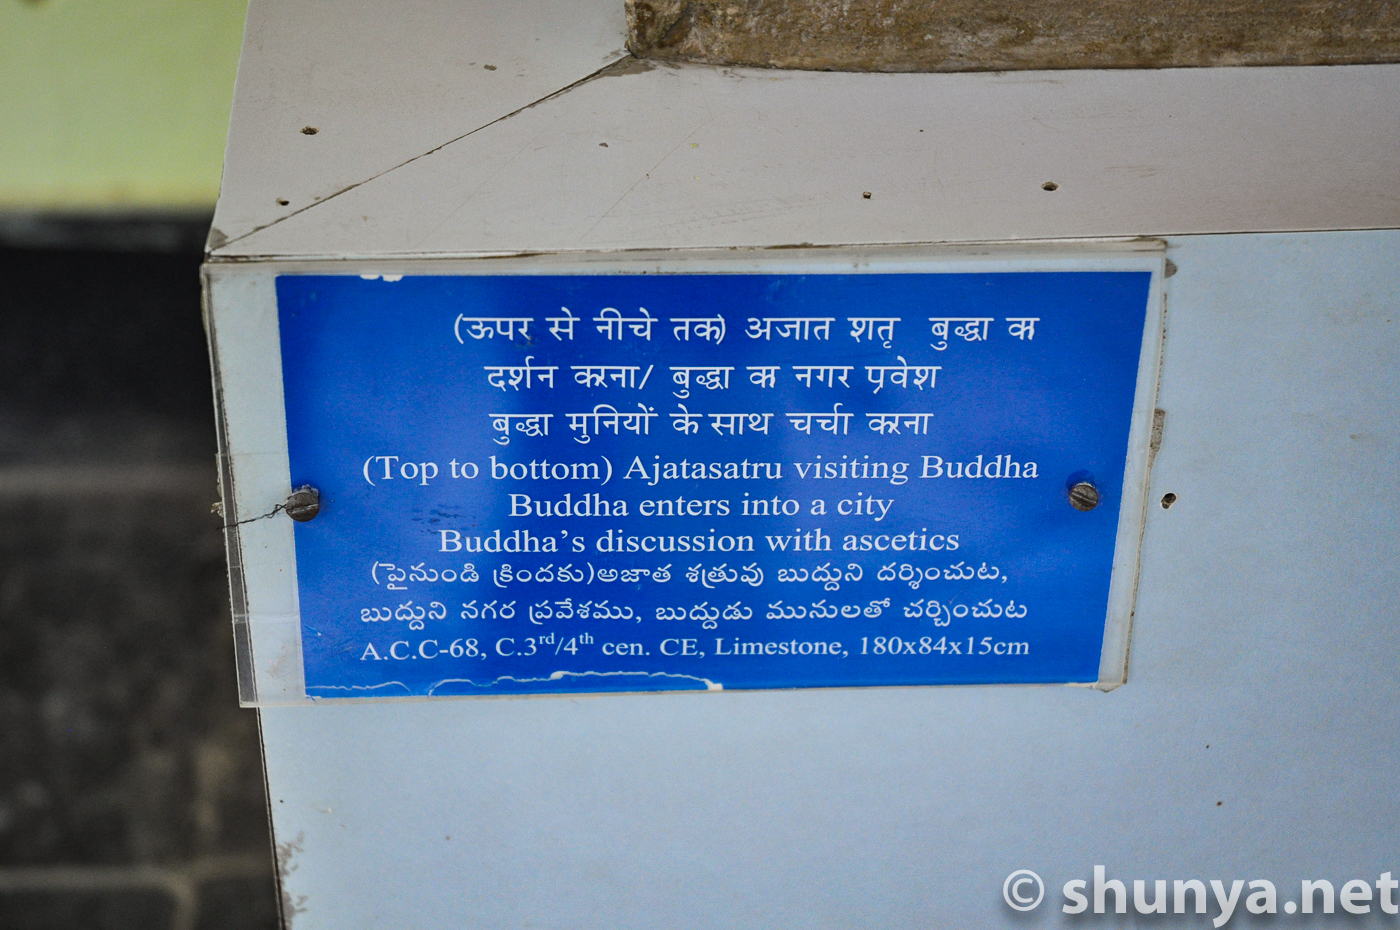 (ऊपर से नीचे तक) अजात शतृ बुद्धा का
दर्शन करना/ बुद्धा का नगर प्रवेश
बुद्धा मुनियों के साथ चर्चा करना
(Top to bottom) Ajatasatru visiting Buddha
Buddha enters into a city
Buddha's discussion with ascetics
(పైనుండి క్రిందకు)అజాత శత్రువు బుద్దుని దర్శించుట,
బుద్దుని నగర ప్రవేశము, బుద్దుడు మునులతో చర్చించుట
A.C.C-68, C.3rd/4th cen. CE, Limestone, 180x84x15cm
© shunya.net